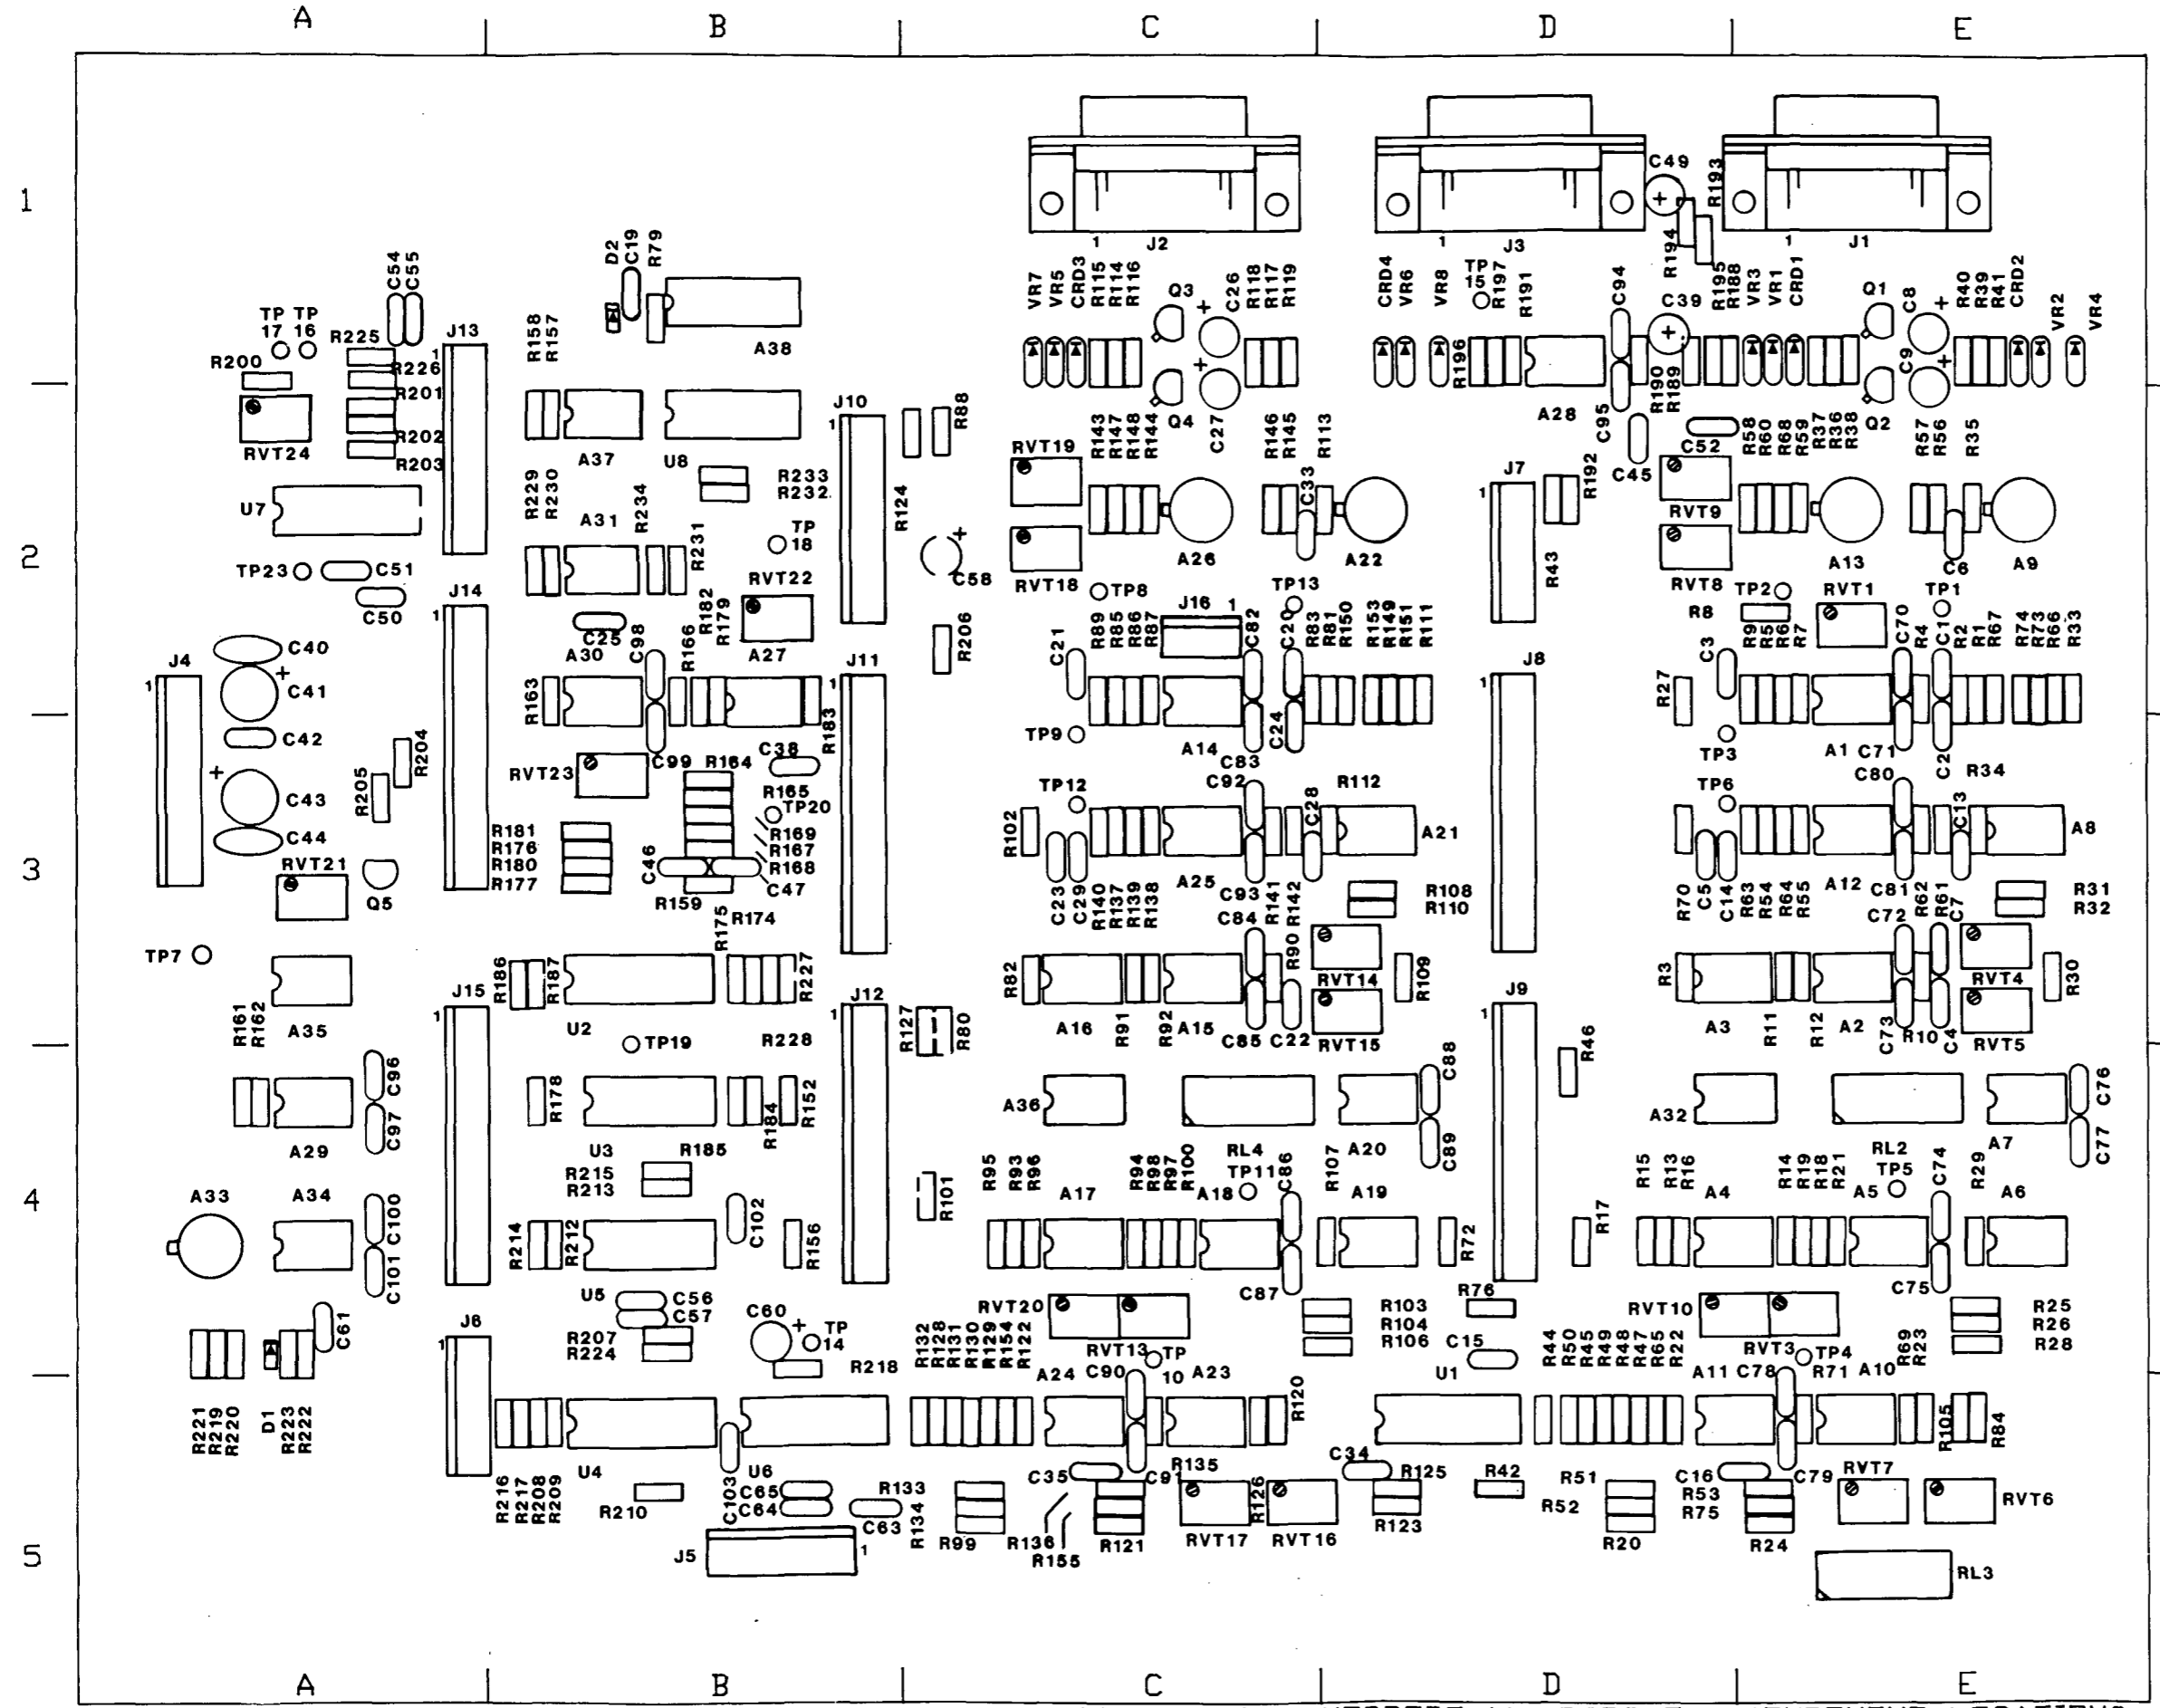 A B C D E
1
C49
R193
J2 J3 J1
1 1 1
R194
D2 C19 R79
C54 C55
VR7 VR5 CRD3 R115 R114 R116
Q3
C26 R118 R117 R119
CRD4 VR6 VR8
TP 15
R197 R191
C94 C39
R195 R188 VR3 VR1 CRD1
Q1 C8
R40 R39 R41 CRD2 VR2 VR4
TP 17 TP 16
R225
J13
1
R158 R157
A38
R200
R226
R196
C9
R201
RVT24
R202
R203
A37 U8
J10
1
R88
R143 R147 R148 R144
Q4
C27
R146 R145 R113
A28
C95
R190 R189
C52
C45
R58 R60 R68 R59 R37 R36 R38
Q2
R57 R56 R35
RVT19
R233
R232
R229 R230
A31
R234
U7
R124
C33
J7
1
R192
RVT9
2
TP 18
R231
RVT22
TP23
C51
C50
C58
RVT18
A26
A22
R43
RVT8
A13
A9
C6
TP8
TP13
TP2
RVT1
TP1
J14
1
J16
1
R8
C25
A30
C98 R166 R182 R179
A27
R206
C21
R89 R85 R86 R87
C82 C20
R83 R81 R150 R153 R149 R151 R111
C3
R9 R5 R6 R7
C70 R4 C10 R2 R1 R67 R74 R73 R66 R33
C40
J4
1
C41
J11
1
J8
1
R163
R27
C42
R183
TP9
A14
C24
C83
TP3
A1 C71 C2
RVT23
C99
R164
C38
R204
R205
C43
R165
TP20
C92
R112
TP6
C80
R34
TP12
C28
C13
C44
R181
R176
R180
R177
R169
R167
R168
R102
A21
A8
3
RVT21
Q5
C46
C47
C23 C29 R140 R137 R139 R138
A25
C93
R141 R142
R108
R110
R70 C5 C14 R63 R54 R64 R55
A12
C81
R62 R61 C7
R31
R32
R159
R175
R174
C84
C72
TP7
R186 R187
R227
R82
R90
RVT14
R109
R3
RVT4
R30
J15
1
J12
1
J9
1
R161 R162
A35
U2
R127 R80
A16
R91 R92
A15
C85 C22
RVT15
A3
R11 R12
A2
C73 R10 C4
RVT5
TP19
R228
R46
C96
C88
C76
R178
R184 R152
A36
A32
C97
A29
U3
R185
RL4
A20
C89
RL2
A7
C77
R215
R213
R95 R93 R96
R94 R98 R97 R100
TP11
C86
R107
R15 R13 R16
R14 R19 R18 R21
TP5
C74
R29
4
A33 A34
C100
R101
A17
A18
A19
A4
A5
A6
C102
R17
R214 R212
R156
R72
C101
U5
C56
C57
C87
C75
R76
J6
1
C61
C60
TP 14
RVT20
R103
R104
R106
RVT10
R25
R26
R28
R207
R224
R132 R128 R131 R130 R129 R154 R122
RVT13
TP 10
C15
R44 R50 R45 R49 R48 R47 R65 R22
RVT3
TP4
R69 R23
R218
A24
C90
A23
U1
A11
C78
R71
A10
R221 R219 R220
D1
R223 R222
R120
R105 R84
R216 R217 R208 R209
U4
R210
C103
U6
C65
C64
R133
R134
C63
C35
C91
R135
R126
C34
R125
R42
R51
R52
C16
R53
R75
C79
RVT7
RVT6
R99
R136
R155
R121
RVT17
RVT16
R123
R20
R24
5
J5
1
RL3
A B C D E